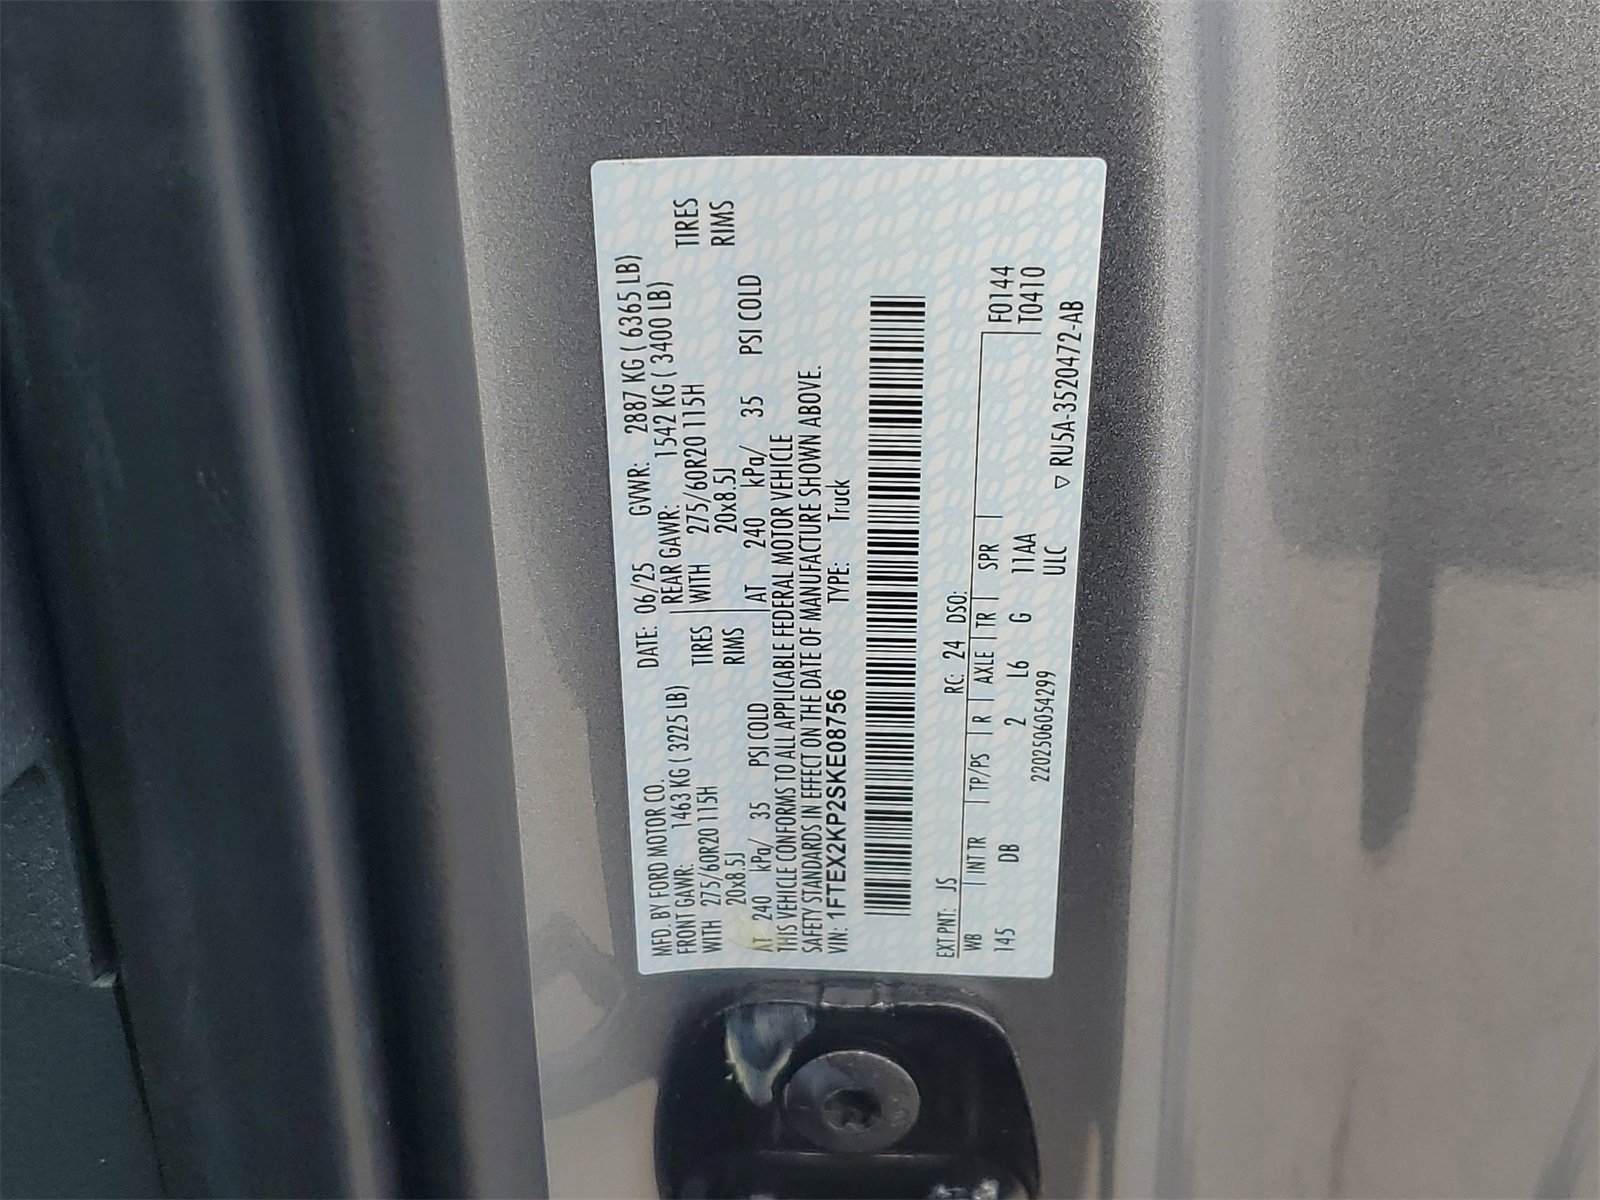 MFD. BY FORD MOTOR CO.
DATE: 06/25 GVWR: 2887 KG ( 6365 LB)
FRONT GAWR: 1463 KG ( 3225 LB) REAR GAWR: 1542 KG ( 3400 LB)
WITH 275/60R20 115H TIRES WITH 275/60R20 115H TIRES
20x8.5J RIMS 20x8.5J RIMS
AT 240 kPa/ 35 PSI COLD AT 240 kPa/ 35 PSI COLD
THIS VEHICLE CONFORMS TO ALL APPLICABLE FEDERAL MOTOR VEHICLE
SAFETY STANDARDS IN EFFECT ON THE DATE OF MANUFACTURE SHOWN ABOVE.
VIN: 1FTEX2KP2SKE08756 TYPE: Truck
EXT PNT: JS RC: 24 DSO:
WB INT TR TP/PS R AXLE TR SPR F0144
145 DB 2 L6 G 11AA T0410
2202506054299 ULC ▽ RU5A-3520472-AB